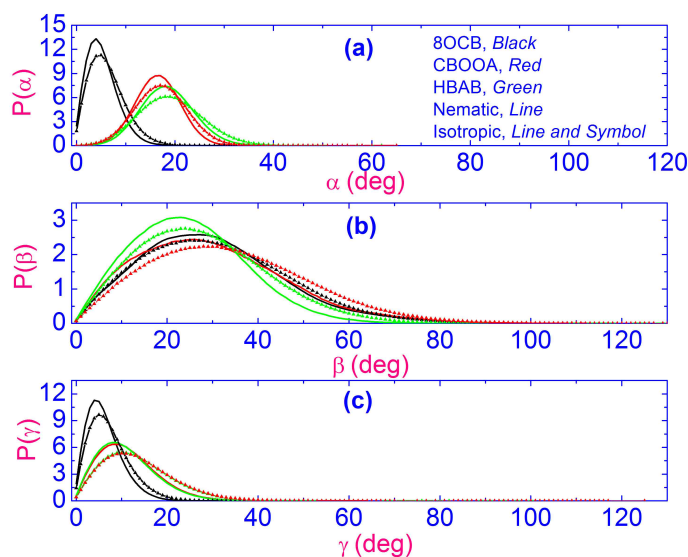 15
12
9
6
3
0
P(α)
(a)
8OCB, Black
CBOOA, Red
HBAB, Green
Nematic, Line
Isotropic, Line and Symbol
0 20 40 60 80 100 120
α (deg)
3
2
1
0
P(β)
(b)
0 20 40 60 80 100 120
β (deg)
12
9
6
3
0
P(γ)
(c)
0 20 40 60 80 100 120
γ (deg)